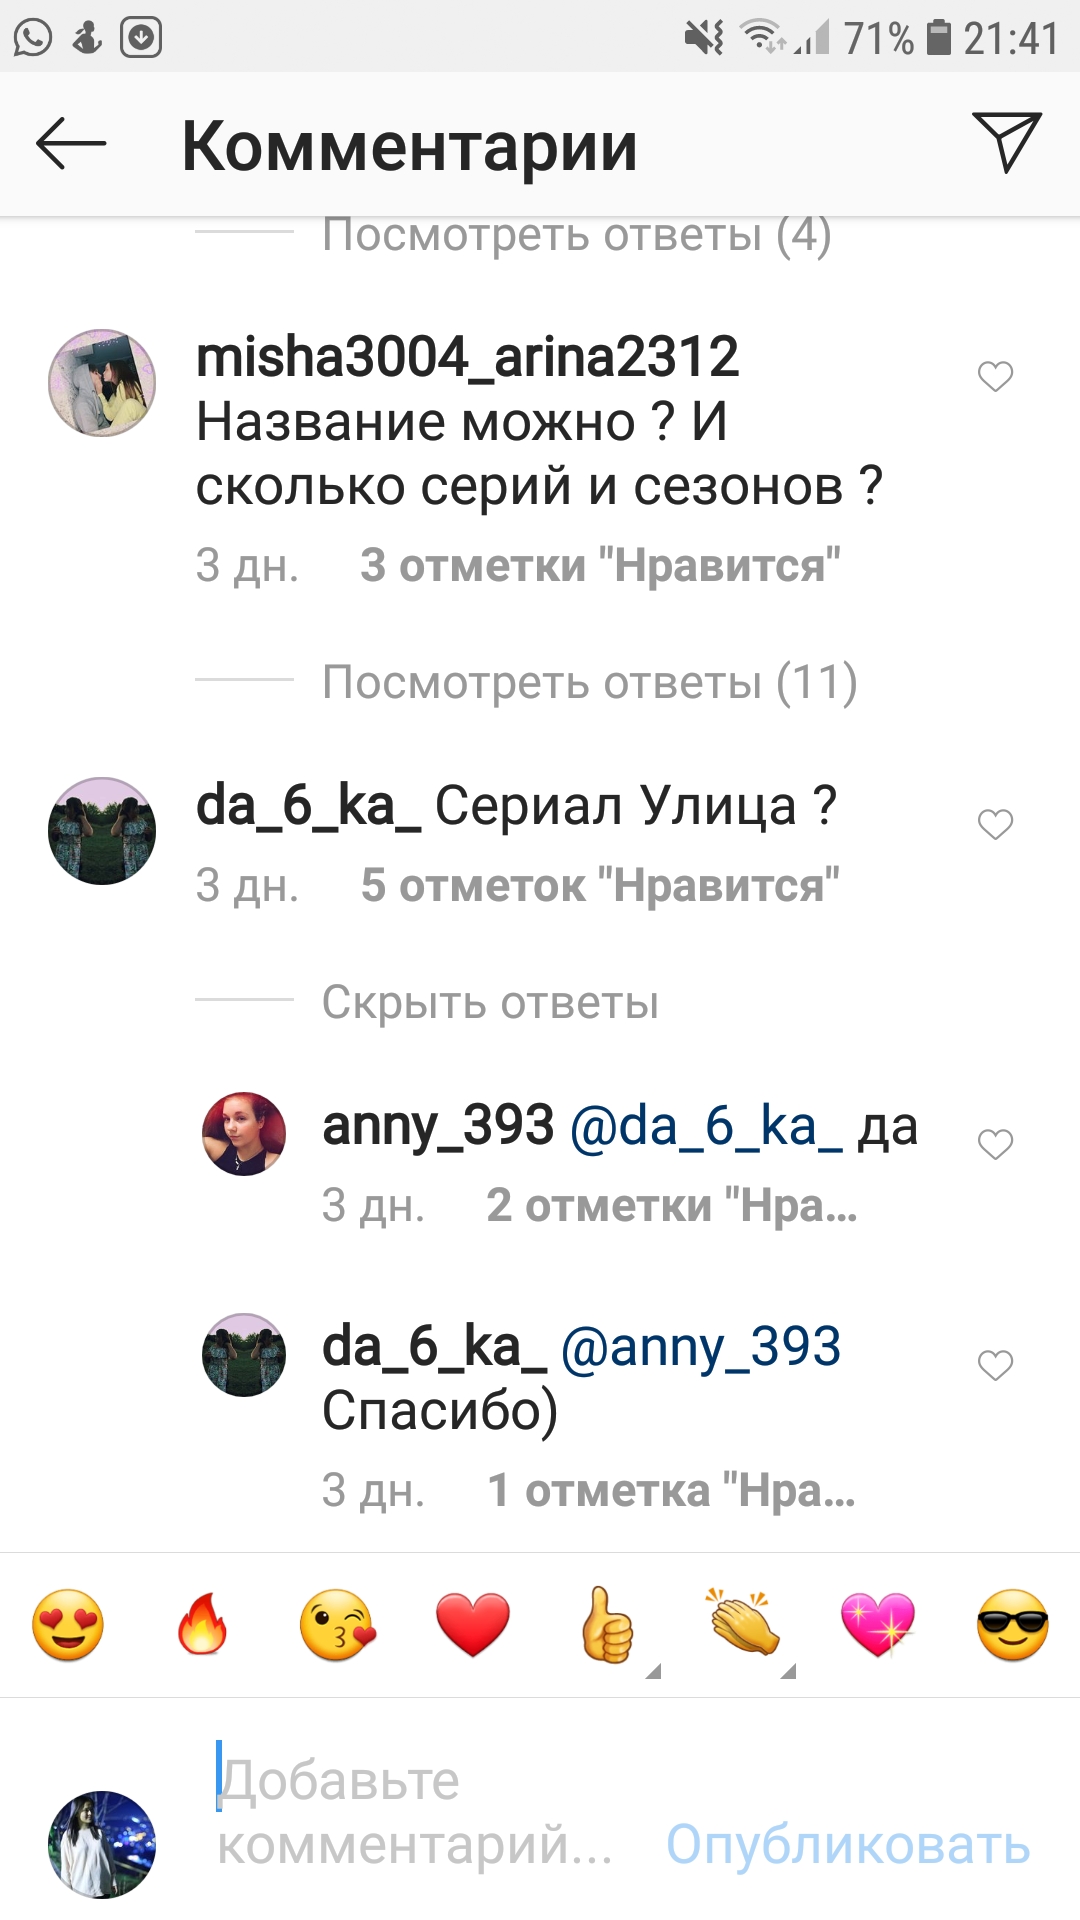 71% 21:41
Комментарии
Посмотреть ответы (4)
misha3004_arina2312
Название можно ? И
сколько серий и сезонов ?
3 дн. 3 отметки "Нравится"
Посмотреть ответы (11)
da_6_ka_ Сериал Улица ?
3 дн. 5 отметок "Нравится"
Скрыть ответы
anny_393 @da_6_ka_ да
3 дн. 2 отметки "Нра...
da_6_ka_ @anny_393
Спасибо)
3 дн. 1 отметка "Нра...
Добавьте
комментарий... Опубликовать